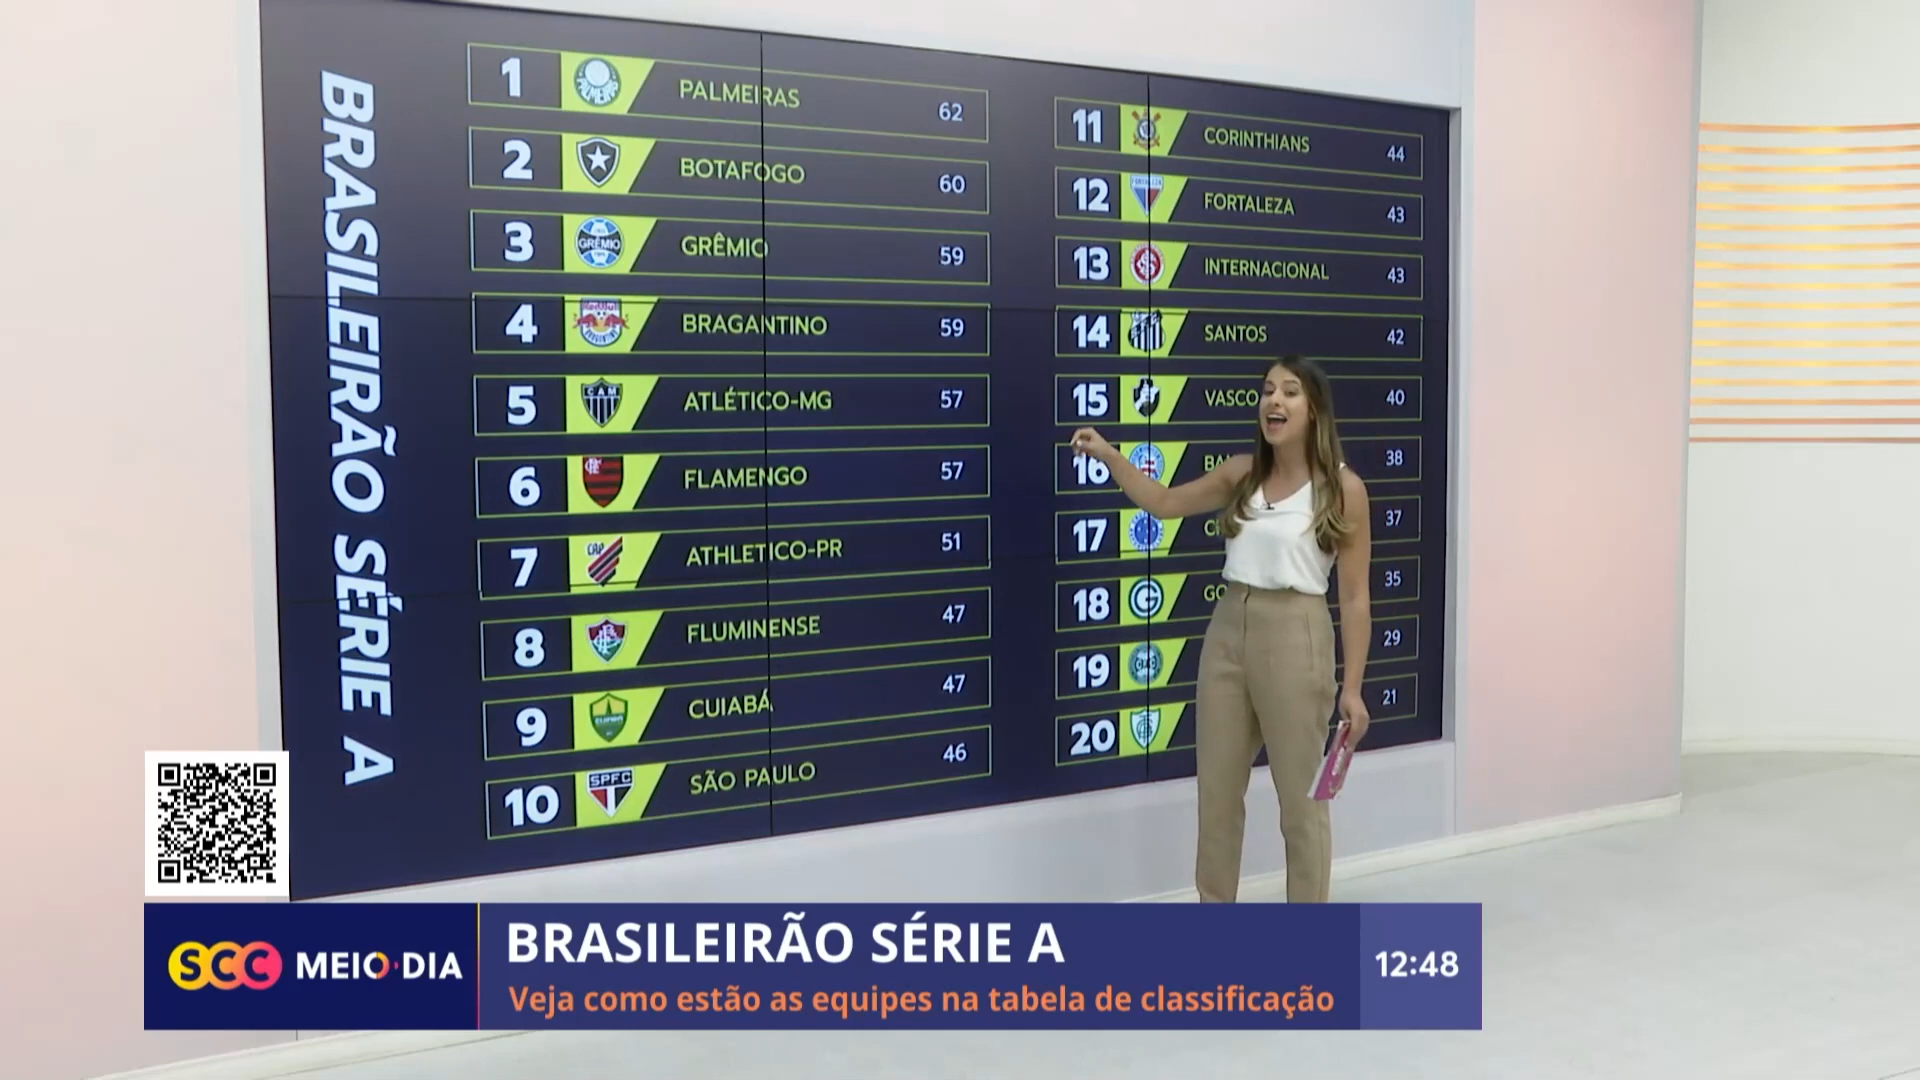 BRASILEIRÃO SÉRIE A
1 PALMEIRAS 62
2 BOTAFOGO 60
3 GRÊMIO 59
4 BRAGANTINO 59
5 ATLÉTICO-MG 57
6 FLAMENGO 57
7 ATHLETICO-PR 51
8 FLUMINENSE 47
9 CUIABÁ 47
10 SÃO PAULO 46
11 CORINTHIANS 44
12 FORTALEZA 43
13 INTERNACIONAL 43
14 SANTOS 42
15 VASCO 40
16 38
17 37
18 35
19 29
20 21
SCC MEIO DIA
BRASILEIRÃO SÉRIE A
Veja como estão as equipes na tabela de classificação
12:48